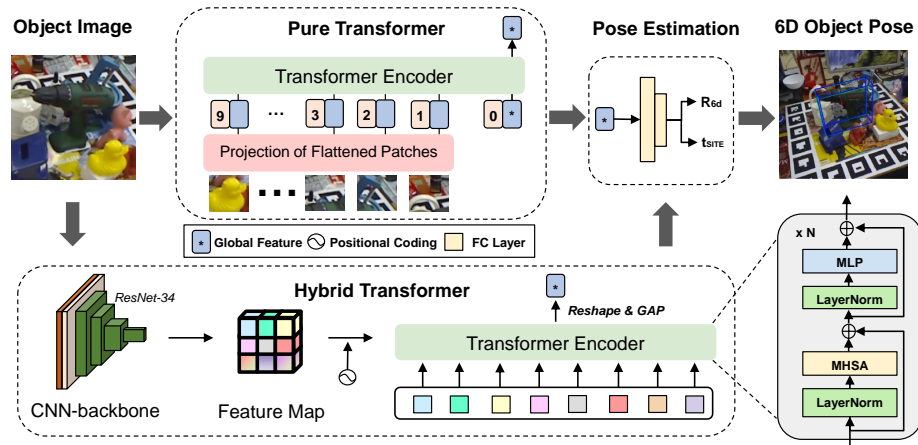 Object Image
Pure Transformer
Pose Estimation
6D Object Pose
*
Transformer Encoder
9
...
3
2
1
0 *
Projection of Flattened Patches
* 
R6d
tSITE
* Global Feature
Positional Coding
FC Layer
x N
MLP
LayerNorm
MHSA
LayerNorm
Hybrid Transformer
ResNet-34
*
Reshape & GAP
Transformer Encoder
CNN-backbone
Feature Map